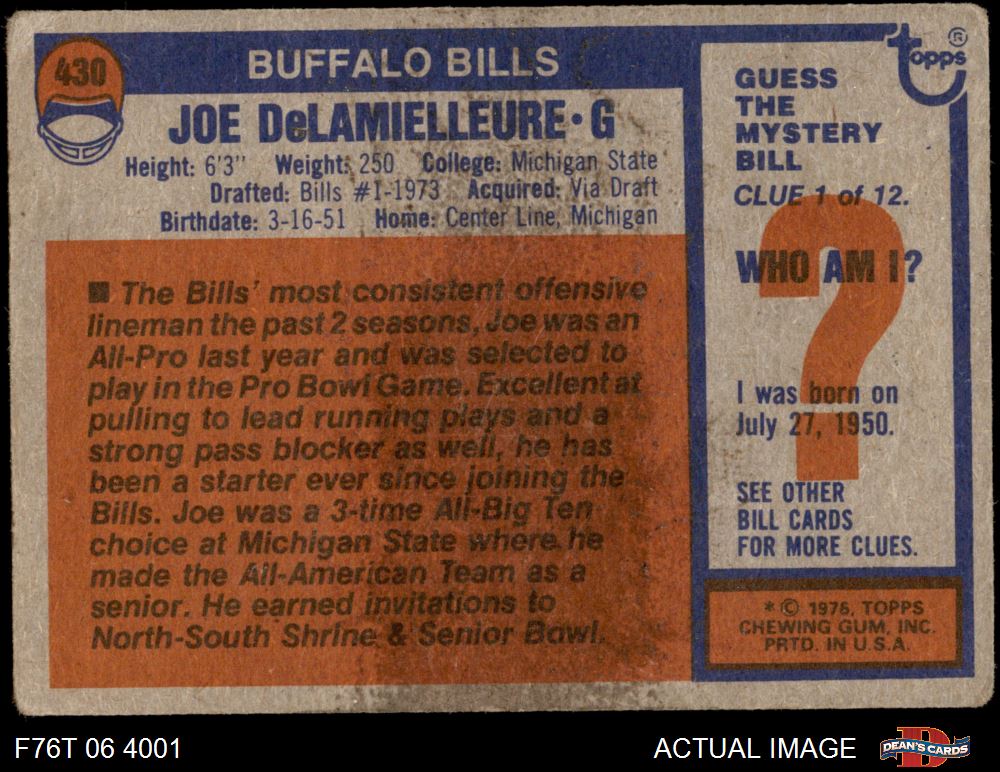 430
BUFFALO BILLS
JOE DeLAMIELLEURE • G
Height: 6'3" Weight: 250 College: Michigan State
Drafted: Bills #1-1973 Acquired: Via Draft
Birthdate: 3-16-51 Home: Center Line, Michigan
■ The Bills' most consistent offensive
lineman the past 2 seasons, Joe was an
All-Pro last year and was selected to
play in the Pro Bowl Game. Excellent at
pulling to lead running plays and a
strong pass blocker as well, he has
been a starter ever since joining the
Bills. Joe was a 3-time All-Big Ten
choice at Michigan State where he
made the All-American Team as a
senior. He earned invitations to
North-South Shrine & Senior Bowl.
topps ®
GUESS
THE
MYSTERY
BILL
CLUE 1 of 12.
WHO AM I?
?
I was born on
July 27, 1950.
SEE OTHER
BILL CARDS
FOR MORE CLUES.
* © 1976, TOPPS
CHEWING GUM, INC.
PRTD. IN U.S.A.
F76T 06 4001
ACTUAL IMAGE
D
DEAN'S CARDS